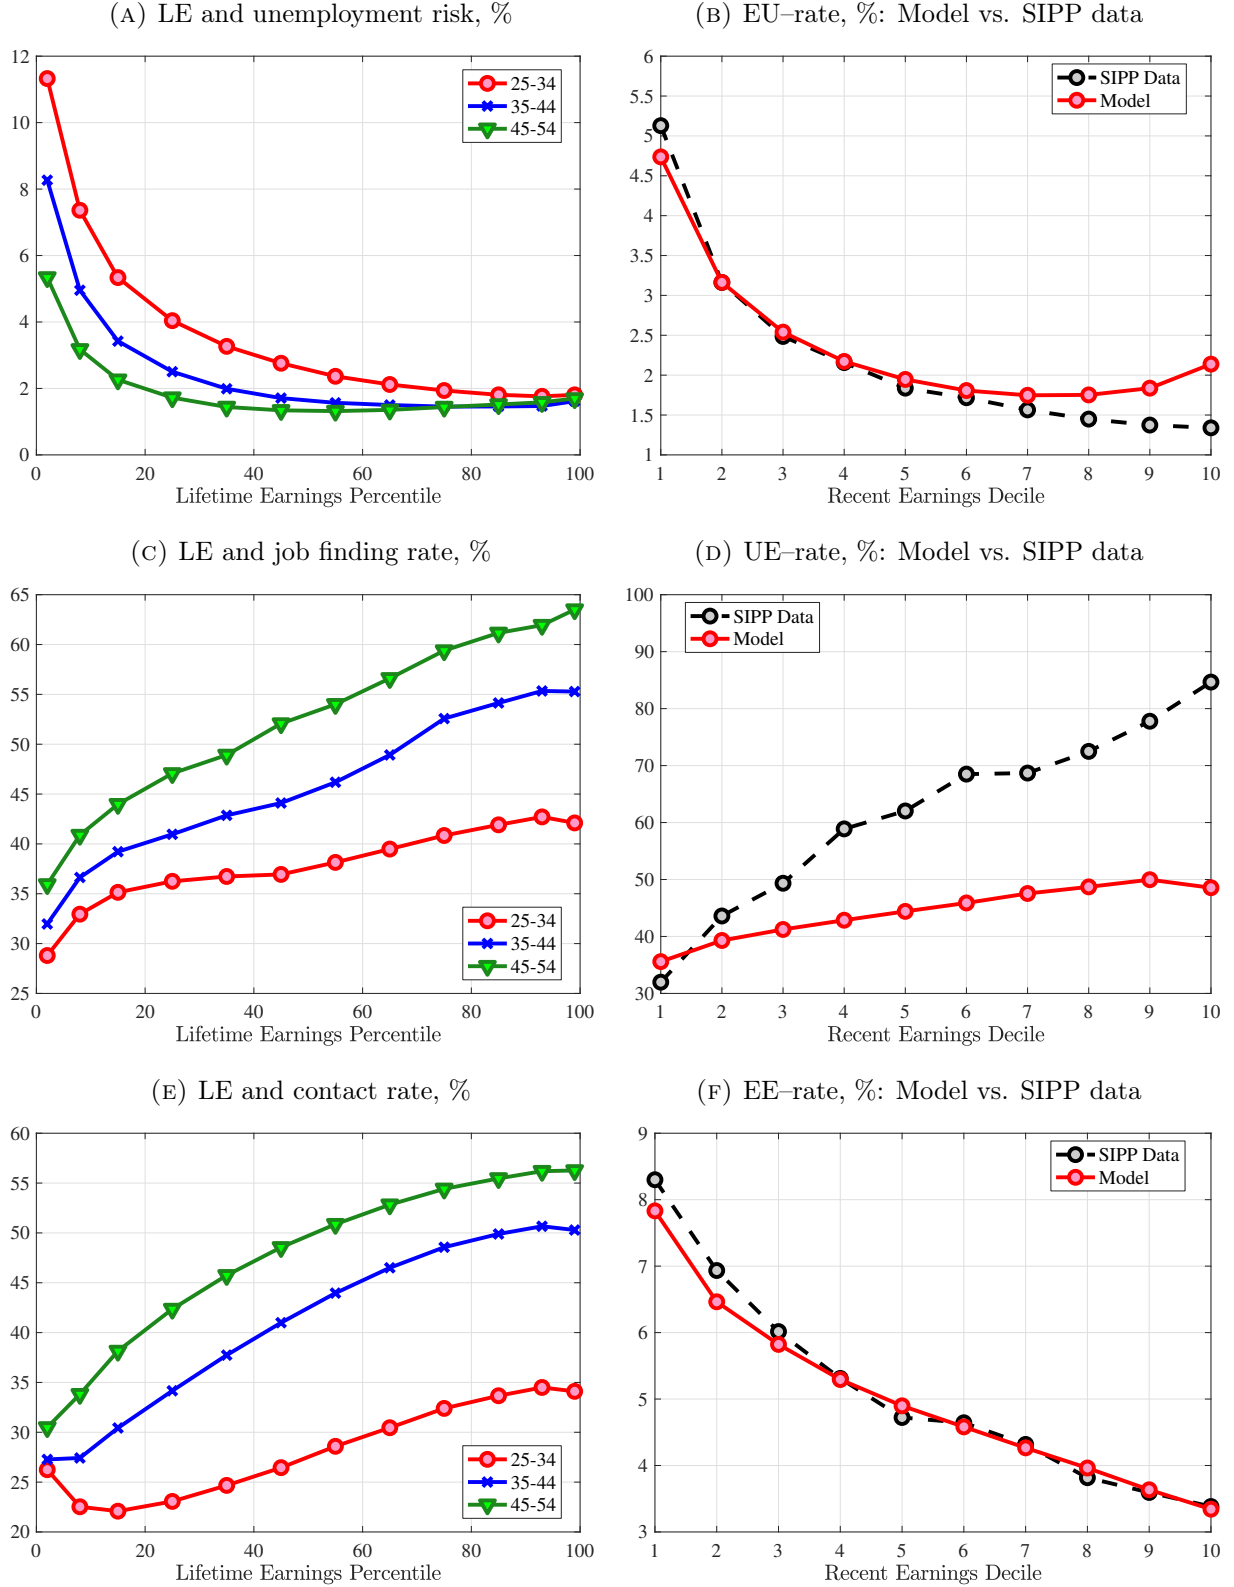 (A) LE and unemployment risk, %
12
10
8
6
4
2
0
0 20 40 60 80 100
Lifetime Earnings Percentile
25-34
35-44
45-54
(B) EU–rate, %: Model vs. SIPP data
6
5.5
5
4.5
4
3.5
3
2.5
2
1.5
1
1 2 3 4 5 6 7 8 9 10
Recent Earnings Decile
SIPP Data
Model
(C) LE and job finding rate, %
65
60
55
50
45
40
35
30
25
0 20 40 60 80 100
Lifetime Earnings Percentile
25-34
35-44
45-54
(D) UE–rate, %: Model vs. SIPP data
100
90
80
70
60
50
40
30
1 2 3 4 5 6 7 8 9 10
Recent Earnings Decile
SIPP Data
Model
(E) LE and contact rate, %
60
55
50
45
40
35
30
25
20
0 20 40 60 80 100
Lifetime Earnings Percentile
25-34
35-44
45-54
(F) EE–rate, %: Model vs. SIPP data
9
8
7
6
5
4
3
1 2 3 4 5 6 7 8 9 10
Recent Earnings Decile
SIPP Data
Model